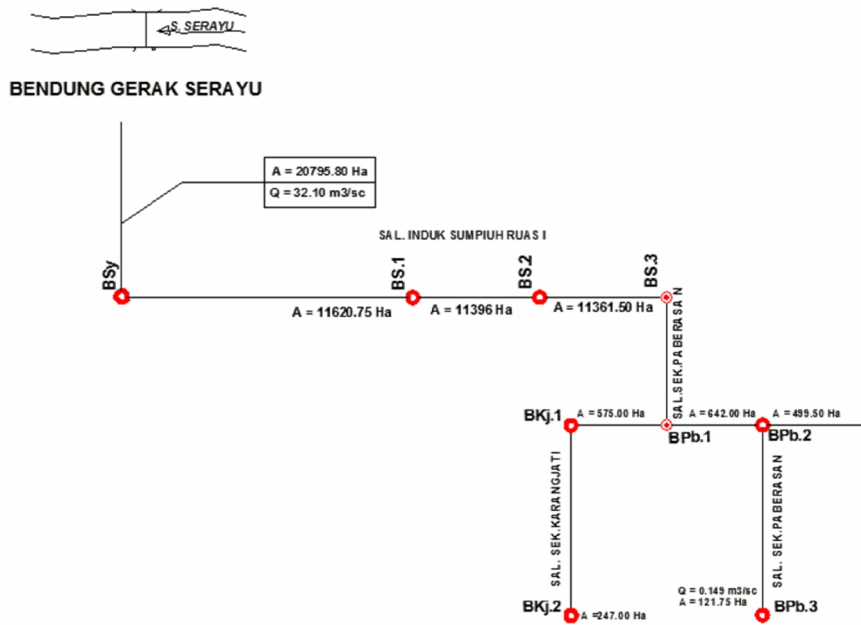 S. SERAYU
BENDUNG GERAK SERAYU
A = 20795.80 Ha
Q = 32.10 m3/sc
SAL. INDUK SUMPIUH RUAS I
BSy
BS.1
BS.2
BS.3
A = 11620.75 Ha
A = 11396 Ha
A = 11361.50 Ha
SAL.SEK.PABERASAN
BKj.1
A = 575.00 Ha
A = 642.00 Ha
A = 499.50 Ha
BPb.1
BPb.2
SAL. SEK.KARANGJATI
SAL. SEK.PABERASAN
Q = 0.149 m3/sc
A = 121.75 Ha
BKj.2
A =247.00 Ha
BPb.3